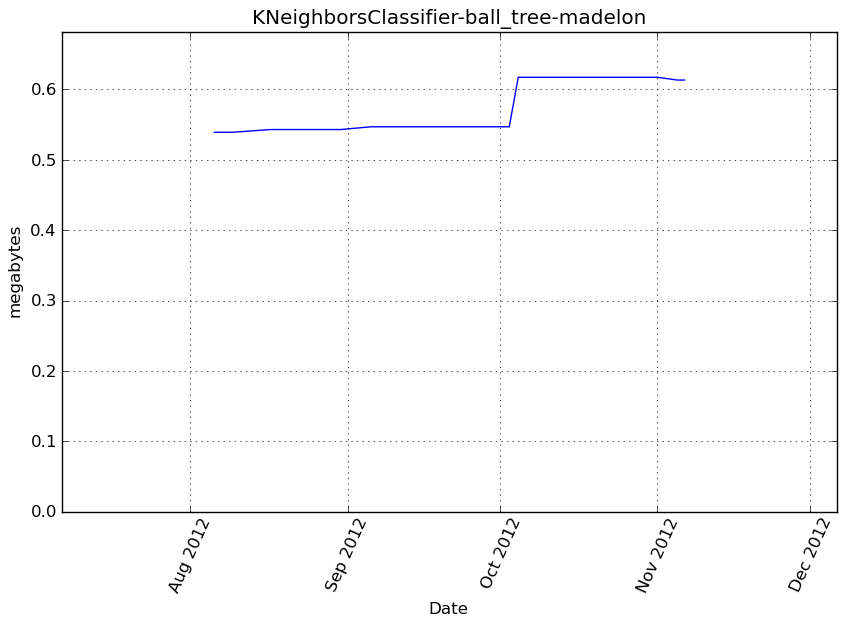 KNeighborsClassifier-ball_tree-madelon
0.6
0.5
0.4
0.3
0.2
0.1
0.0
megabytes
Aug 2012
Sep 2012
Oct 2012
Nov 2012
Dec 2012
Date